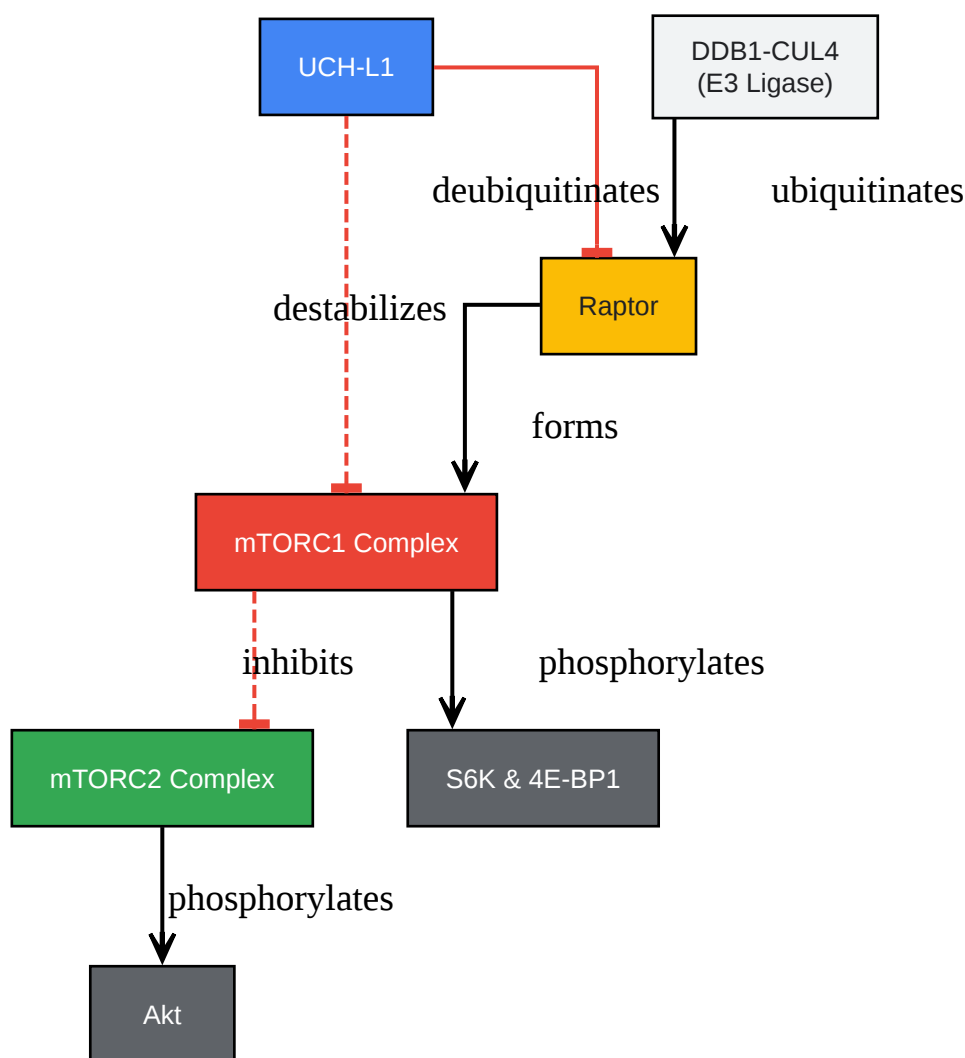 UCH-L1
DDB1-CUL4
(E3 Ligase)
deubiquitinates
ubiquitinates
destabilizes
Raptor
forms
mTORC1 Complex
inhibits
phosphorylates
mTORC2 Complex
S6K & 4E-BP1
phosphorylates
Akt